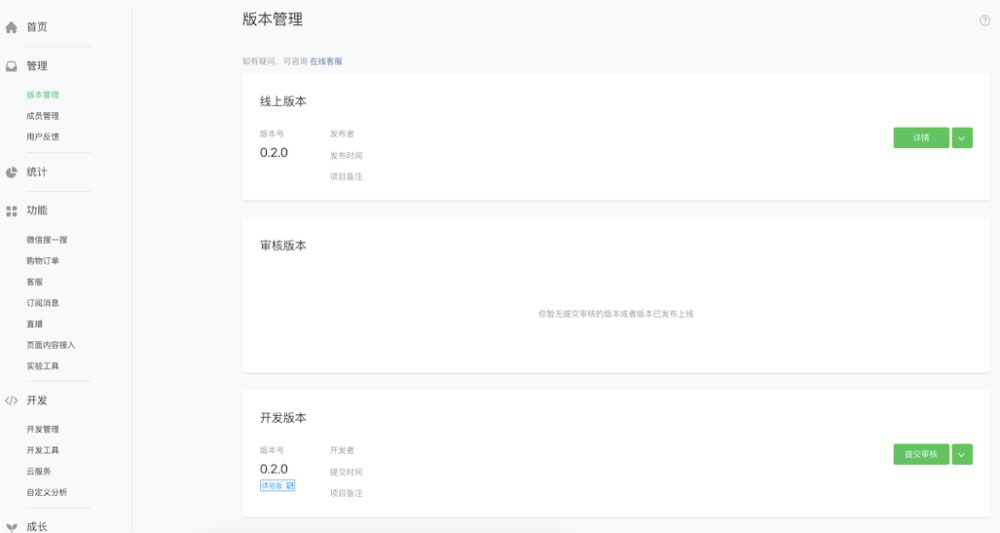 首页
管理
版本管理
成员管理
用户反馈
统计
功能
微信搜一搜
购物订单
客服
订阅消息
直播
页面内容接入
实验工具
开发
开发管理
开发工具
云服务
自定义分析
成长
版本管理
如有疑问，可咨询 在线客服
线上版本
版本号 发布者
0.2.0
发布时间
项目备注
详情
审核版本
你暂无提交审核的版本或者版本已发布上线
开发版本
版本号 开发者
0.2.0
提交时间
体验版
项目备注
提交审核